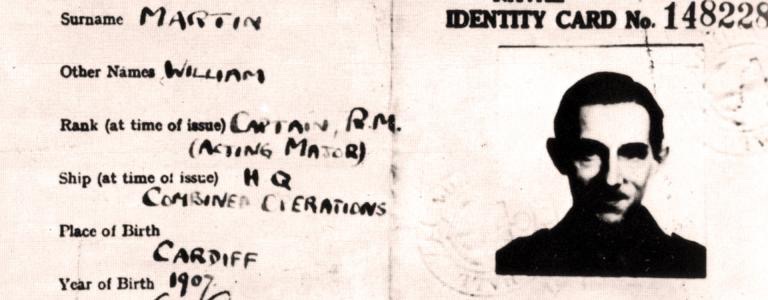 Surname MARTIN
Other Names WILLIAM
Rank (at time of issue) CAPTAIN, R.M.
(ACTING MAJOR)
Ship (at time of issue) H Q
COMBINED OPERATIONS
Place of Birth
CARDIFF
Year of Birth 1907
IDENTITY CARD No. 148228